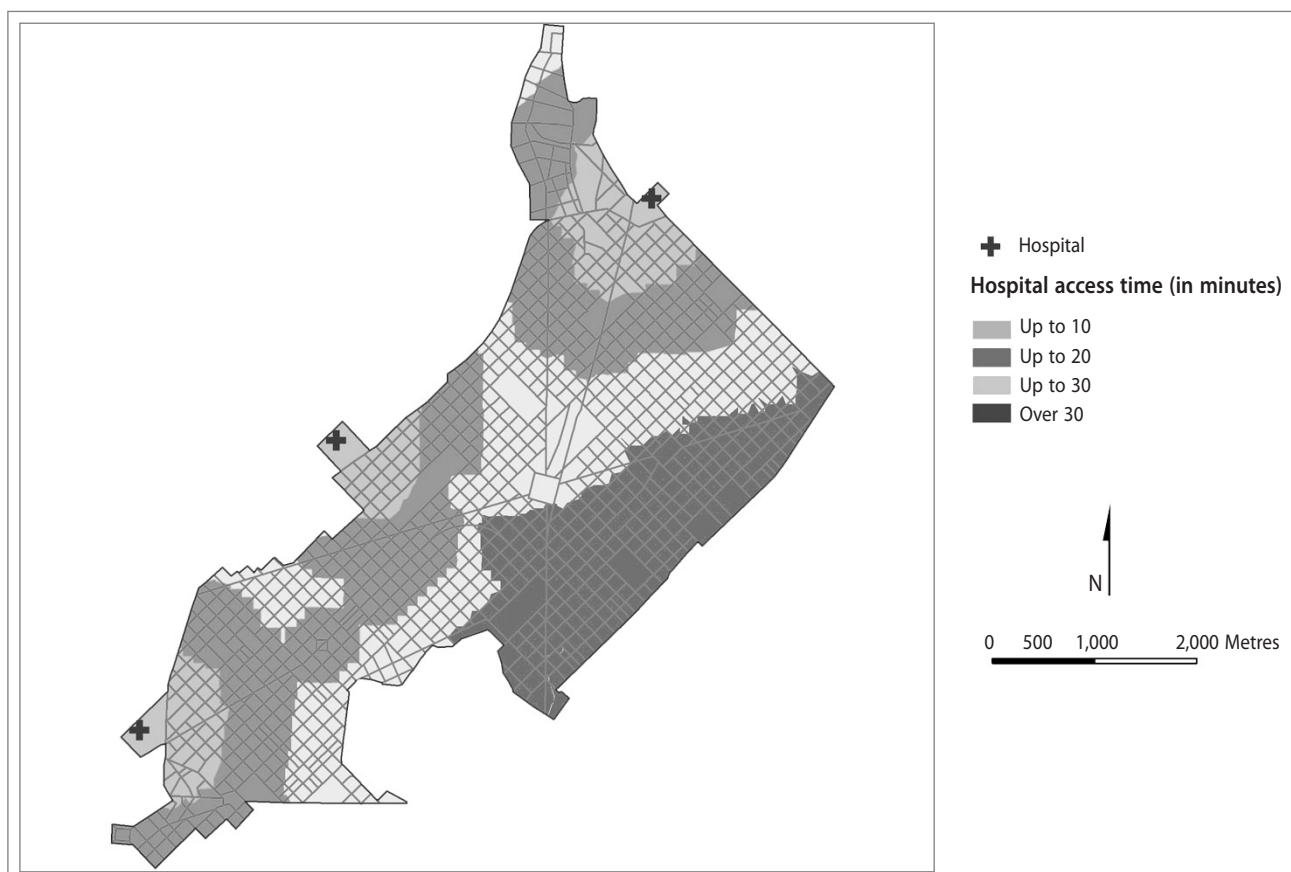 Hospital
Hospital access time (in minutes)
Up to 10
Up to 20
Up to 30
Over 30
N
0 500 1,000 2,000 Metres